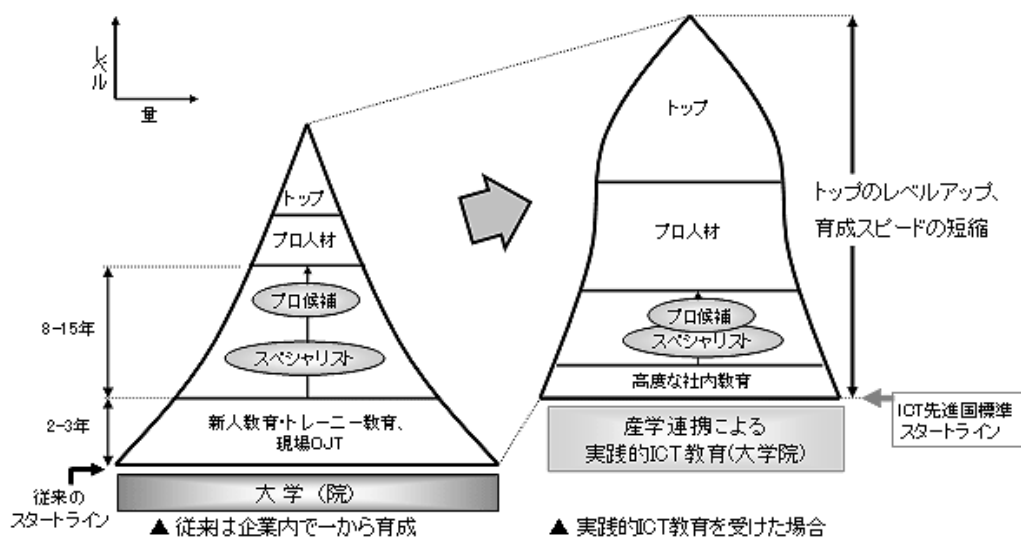 レベル
量
トップ
プロ人材
プロ候補
スペシャリスト
8-15年
2-3年
新人教育・トレーニー教育、
現場OJT
従来の
スタートライン
大学（院）
▲ 従来は企業内で一から育成
トップ
プロ人材
プロ候補
スペシャリスト
高度な社内教育
産学連携による
実践的ICT教育(大学院)
▲ 実践的ICT教育を受けた場合
トップのレベルアップ、
育成スピードの短縮
ICT先進国標準
スタートライン